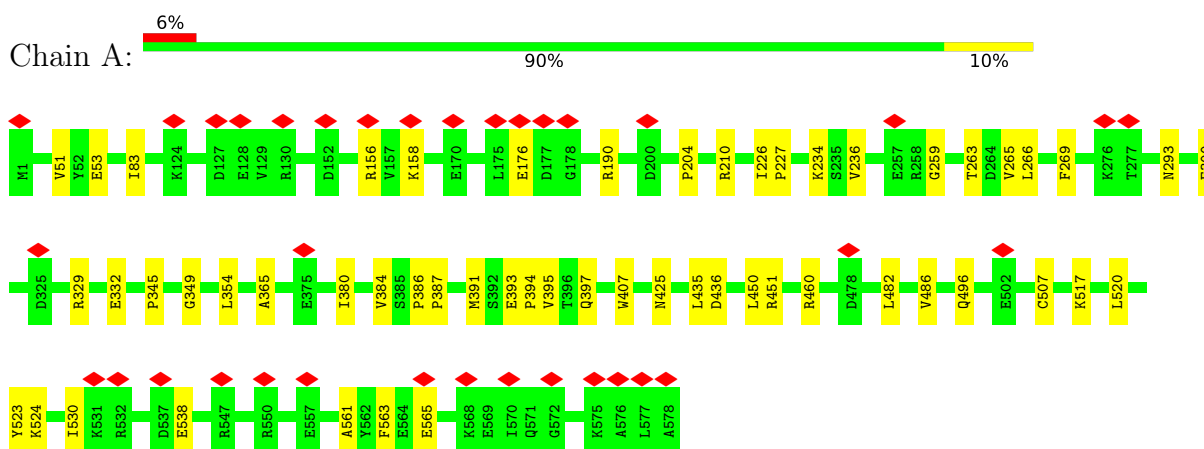 6%
Chain A:
90%
10%
M1 V51 Y52 E53 I83 K124 D127 E128 V129 R130 D152 R156 V157 K158 E170 L175 E176 D177 G178 R190 D200 P204 R210 I226 P227 K234 S235 V236 E257 R258 G259 T263 D264 V265 L266 F269 K276 T277 N293
D325 R329 E332 P345 G349 L354 A365 E375 I380 V384 S385 P386 P387 M391 S392 E393 P394 V395 T396 Q397 W407 N425 L435 D436 L450 R451 R460 D478 L482 V486 Q496 E502 C507 K517 L520
Y523 K524 I530 K531 R532 D537 E538 R547 R550 E557 A561 Y562 F563 E564 E565 K568 E569 I570 Q571 G572 K575 A576 L577 A578